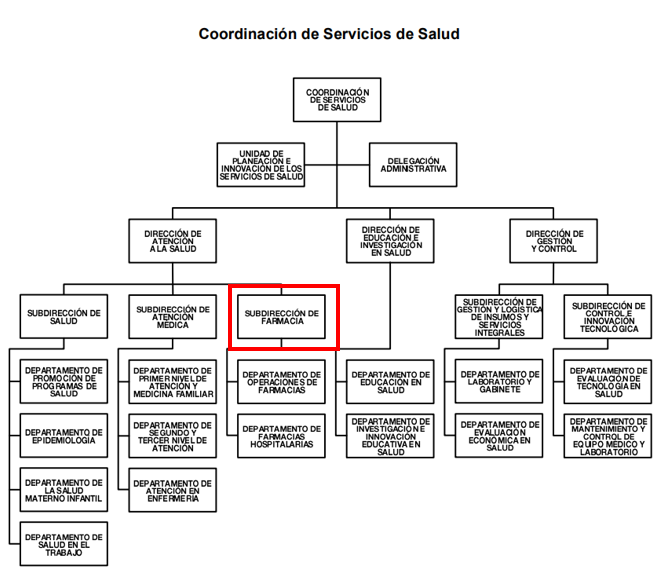 Coordinación de Servicios de Salud
COORDINACIÓN
DE SERVICIOS
DE SALUD
UNIDAD DE
PLANEACIÓN E
INNOVACIÓN DE LOS
SERVICIOS DE SALUD
DELEGACIÓN
ADMINISTRATIVA
DIRECCIÓN DE
ATENCIÓN
A LA SALUD
DIRECCIÓN DE
EDUCACIÓN E
INVESTIGACIÓN
EN SALUD
DIRECCIÓN DE
GESTIÓN
Y CONTROL
SUBDIRECCIÓN DE
SALUD
SUBDIRECCIÓN DE
ATENCIÓN
MÉDICA
SUBDIRECCIÓN DE
FARMACIA
SUBDIRECCIÓN DE
GESTIÓN Y LOGÍSTICA
DE INSUMOS Y
SERVICIOS
INTEGRALES
SUBDIRECCIÓN DE
CONTROL E
INNOVACIÓN
TECNOLÓGICA
DEPARTAMENTO DE
PROMOCIÓN DE
PROGRAMAS DE
SALUD
DEPARTAMENTO DE
PRIMER NIVEL DE
ATENCIÓN Y
MEDICINA FAMILIAR
DEPARTAMENTO DE
OPERACIONES DE
FARMACIAS
DEPARTAMENTO DE
EDUCACIÓN EN
SALUD
DEPARTAMENTO DE
LABORATORIO Y
GABINETE
DEPARTAMENTO DE
EVALUACIÓN DE
TECNOLOGÍA EN
SALUD
DEPARTAMENTO DE
EPIDEMIOLOGÍA
DEPARTAMENTO DE
SEGUNDO Y
TERCER NIVEL DE
ATENCIÓN
DEPARTAMENTO DE
FARMACIAS
HOSPITALARIAS
DEPARTAMENTO DE
INVESTIGACIÓN E
INNOVACIÓN
EDUCATIVA EN
SALUD
DEPARTAMENTO DE
EVALUACIÓN
ECONÓMICA EN
SALUD
DEPARTAMENTO DE
MANTENIMIENTO Y
CONTROL DE
EQUIPO MÉDICO Y
LABORATORIO
DEPARTAMENTO DE
LA SALUD
MATERNO INFANTIL
DEPARTAMENTO DE
ATENCIÓN EN
ENFERMERÍA
DEPARTAMENTO DE
SALUD EN EL
TRABAJO